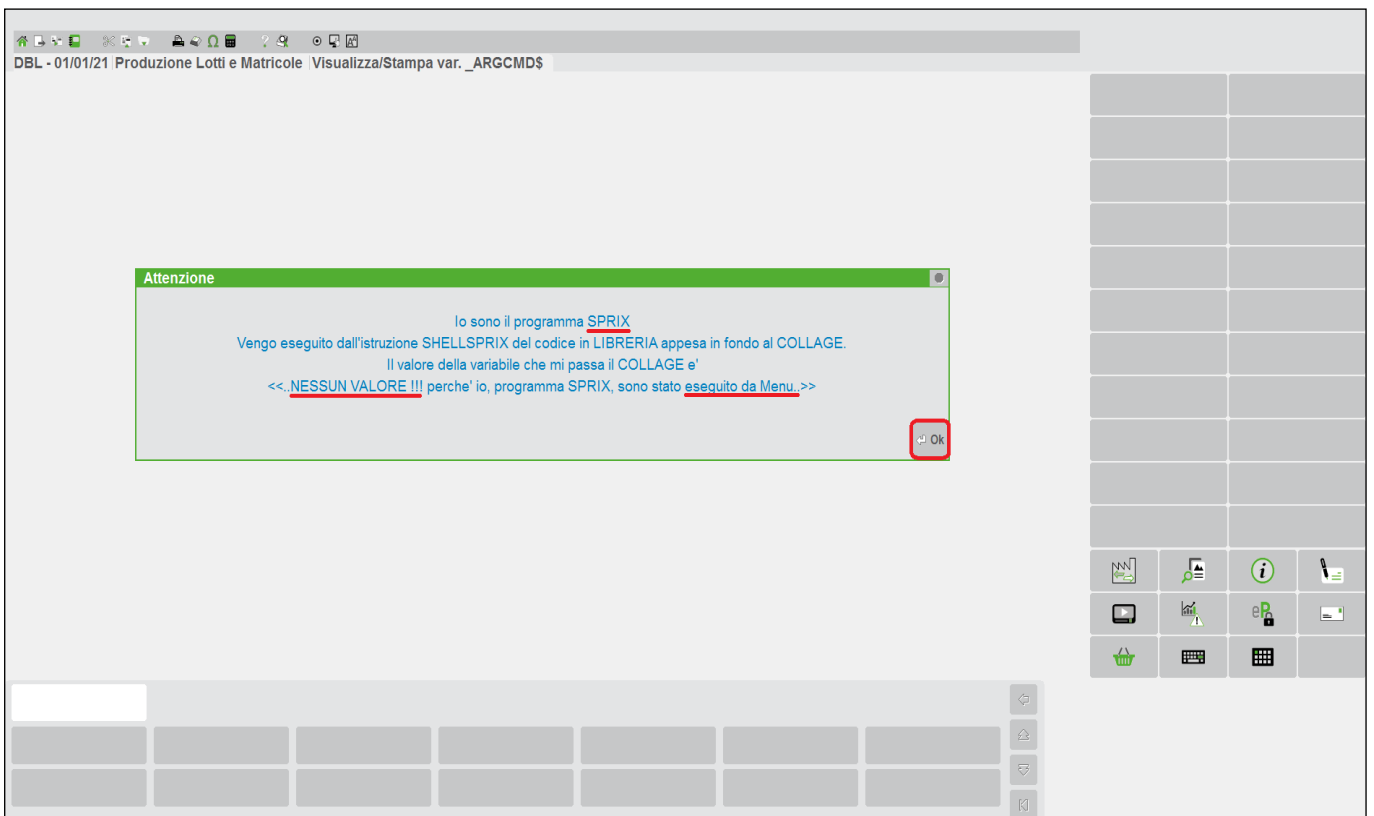 DBL - 01/01/21 Produzione Lotti e Matricole Visualizza/Stampa var. _ARGCMD$
Attenzione
Io sono il programma SPRIX
Vengo eseguito dall'istruzione SHELLSPRIX del codice in LIBRERIA appesa in fondo al COLLAGE.
Il valore della variabile che mi passa il COLLAGE e'
<<..NESSUN VALORE !!! perche' io, programma SPRIX, sono stato eseguito da Menu..>>
Ok